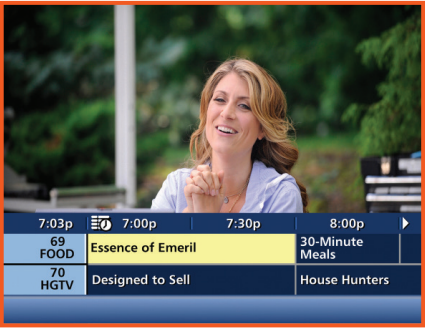 7:03p 7:00p 7:30p 8:00p
69 FOOD Essence of Emeril 30-Minute Meals
70 HGTV Designed to Sell House Hunters